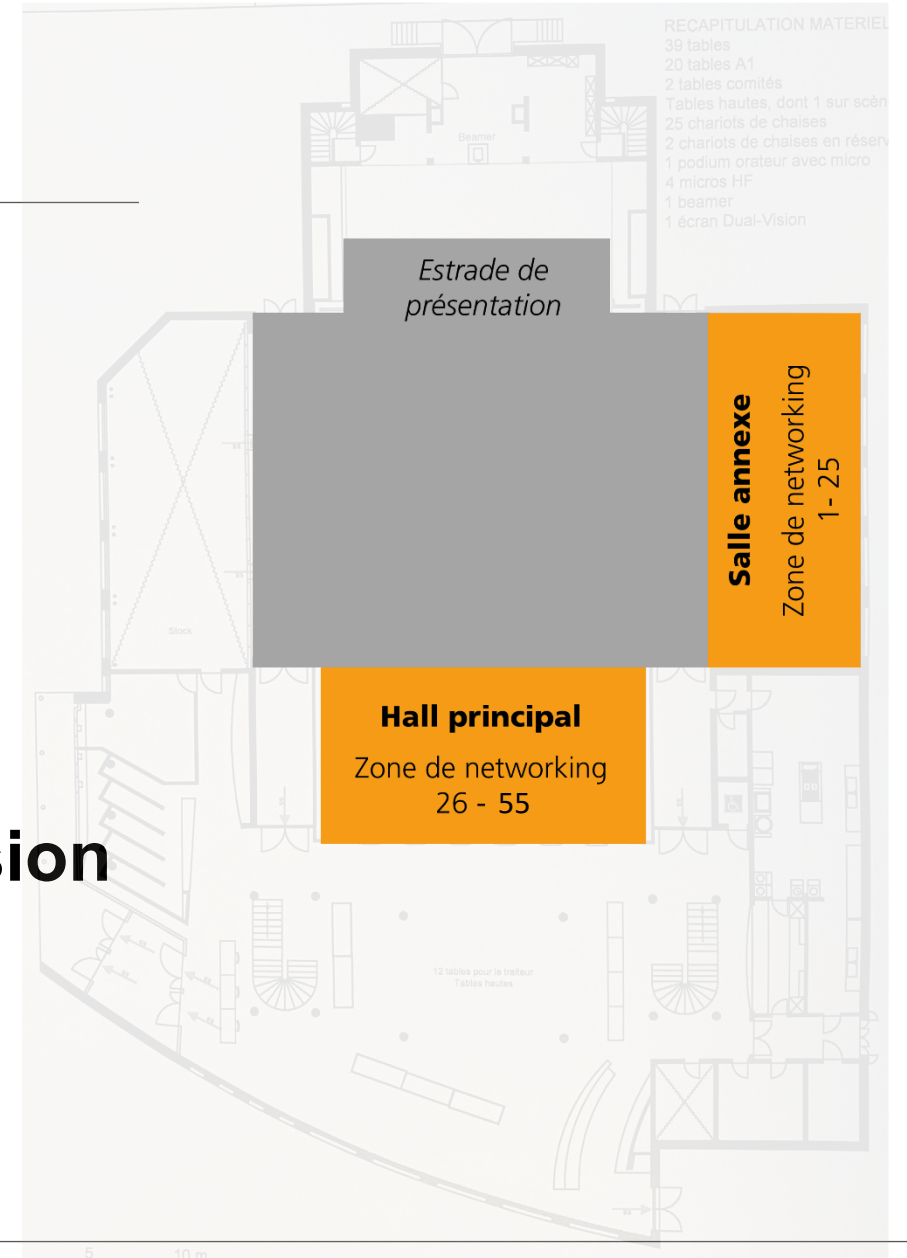 RECAPITULATION MATERIEL
39 tables
20 tables A1
2 tables comités
Tables hautes, dont 1 sur scèn
25 chariots de chaises
2 chariots de chaises en réserv
1 podium orateur avec micro
4 micros HF
1 beamer
1 écran Dual-Vision
Beamer
Estrade de
présentation
Salle annexe
Zone de networking
1- 25
Stock
Hall principal
Zone de networking
26 - 55
sion
12 tables pour le traiteur
Tables hautes
5 10 m